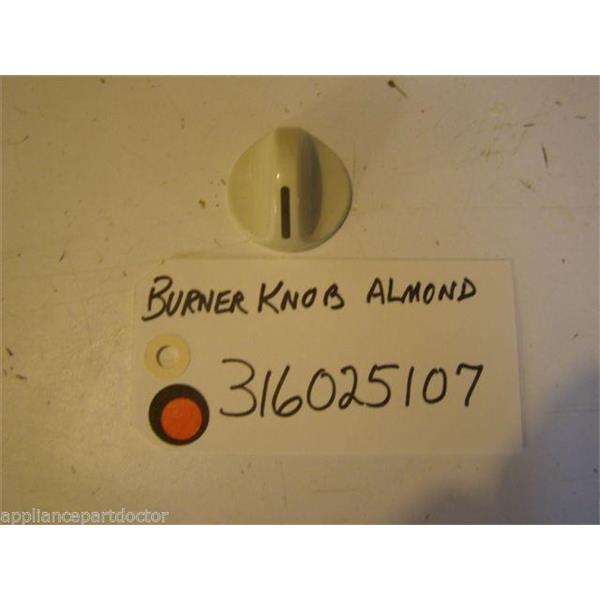 BURNER KNOB ALMOND
316025107
appliancepartdoctor